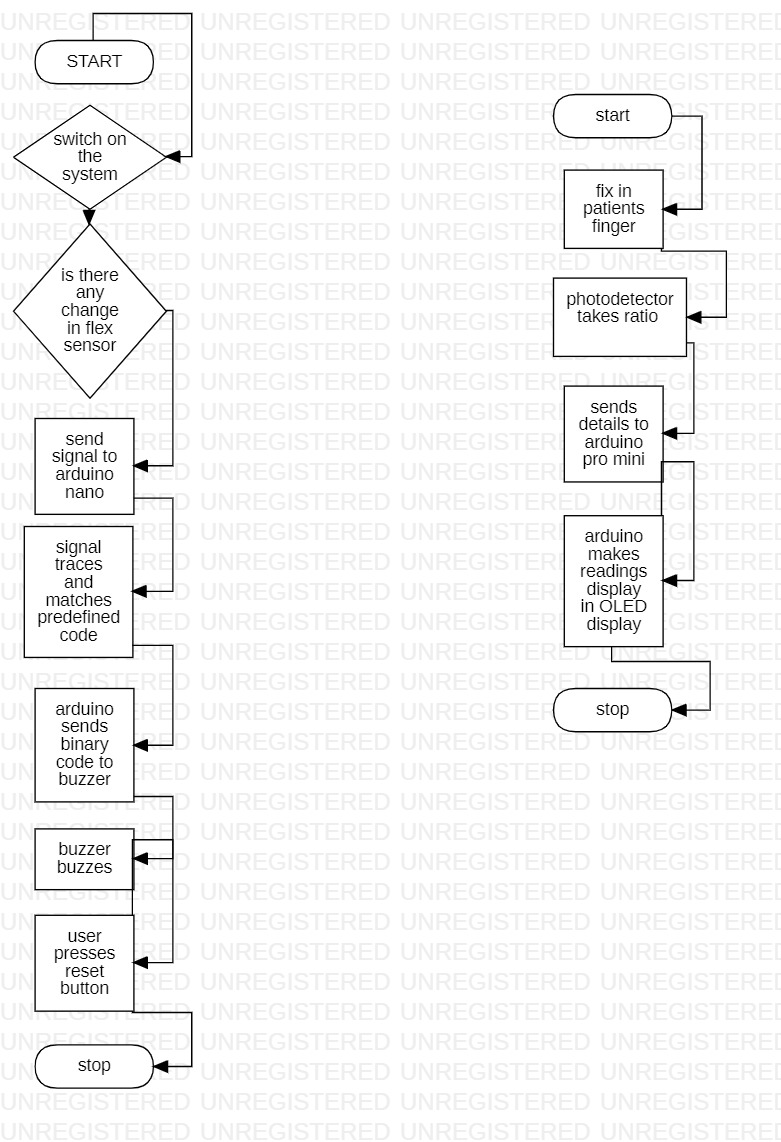 START
switch on
the
system
is there
any
change
in flex
sensor
send
signal to
arduino
nano
signal
traces
and
matches
predefined
code
arduino
sends
binary
code to
buzzer
buzzer
buzzes
user
presses
reset
button
stop
start
fix in
patients
finger
photodetector
takes ratio
sends
details to
arduino
pro mini
arduino
makes
readings
display
in OLED
display
stop